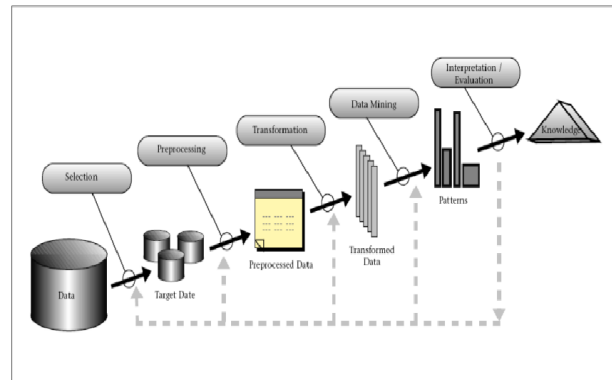 Interpretation /
Evaluation
Data Mining
Transformation
Preprocessing
Selection
Knowledge
Patterns
Transformed
Data
Preprocessed Data
Target Date
Data